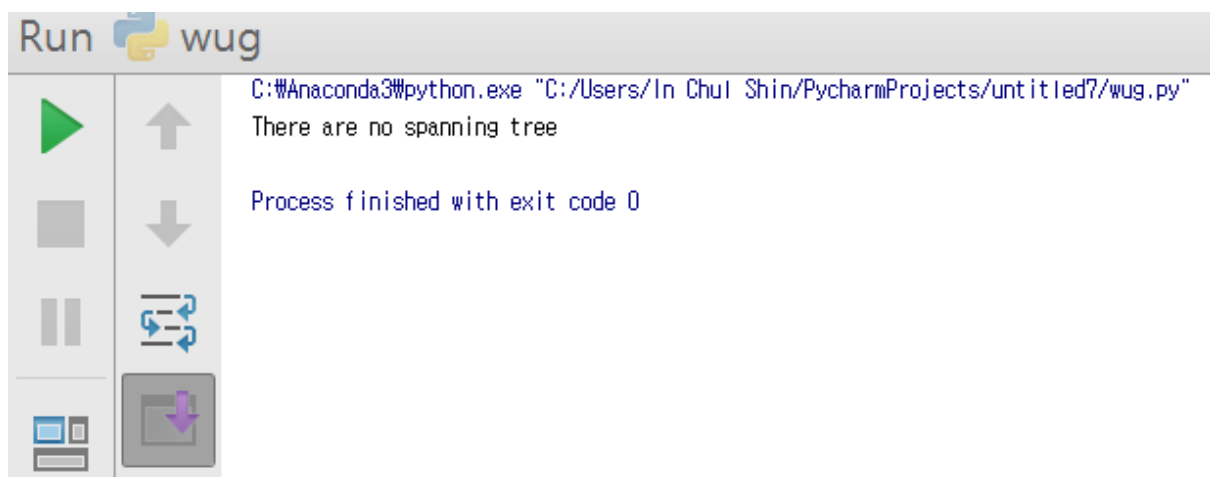 Run wug
C:₩Anaconda3₩python.exe "C:/Users/In Chul Shin/PycharmProjects/untitled7/wug.py"
There are no spanning tree
Process finished with exit code 0